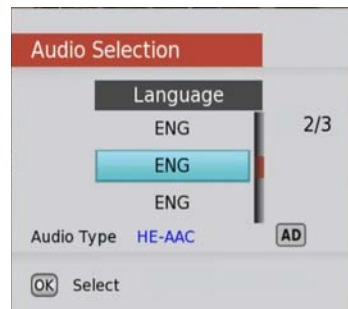 Audio Selection
Language
ENG 2/3
ENG
ENG
Audio Type HE-AAC AD
OK Select